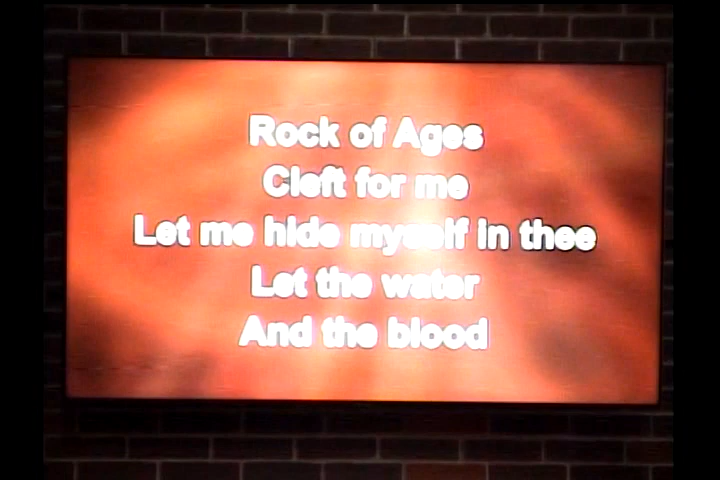 Rock of Ages
Cleft for me
Let me hide myself in thee
Let the water
And the blood